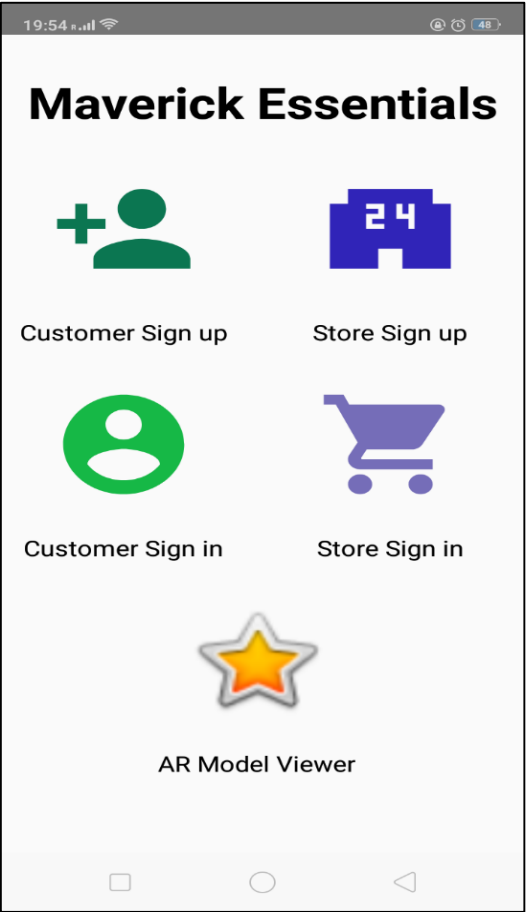 19:54
48
Maverick Essentials
24
Customer Sign up
Store Sign up
Customer Sign in
Store Sign in
AR Model Viewer